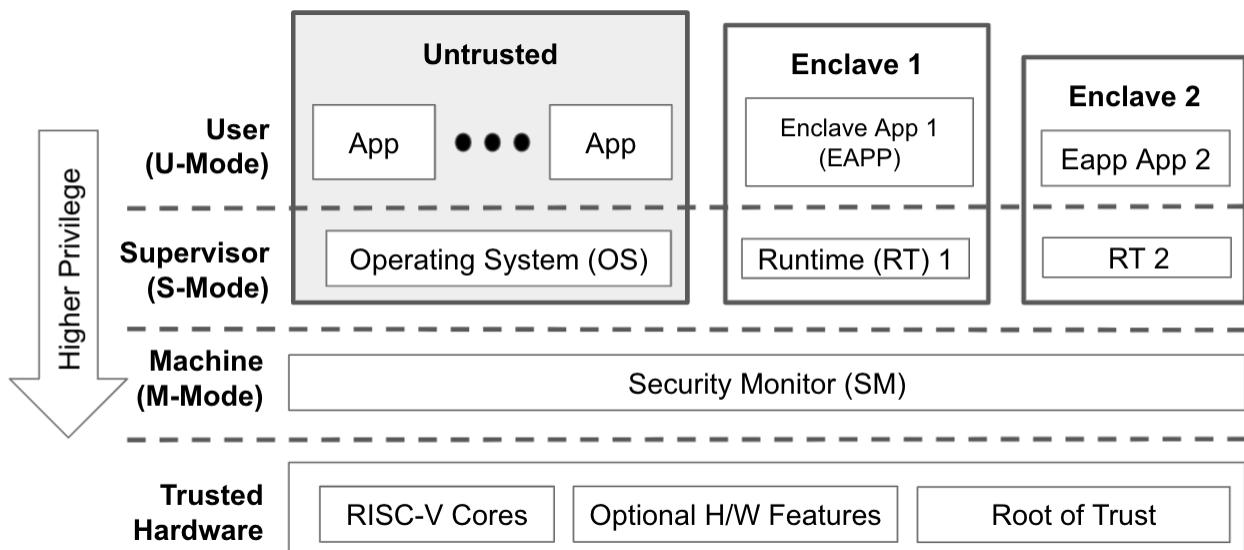 Untrusted
Enclave 1
Enclave 2
User
(U-Mode)
App
App
Enclave App 1
(EAPP)
Eapp App 2
Higher Privilege
Supervisor
(S-Mode)
Operating System (OS)
Runtime (RT) 1
RT 2
Machine
(M-Mode)
Security Monitor (SM)
Trusted
Hardware
RISC-V Cores
Optional H/W Features
Root of Trust